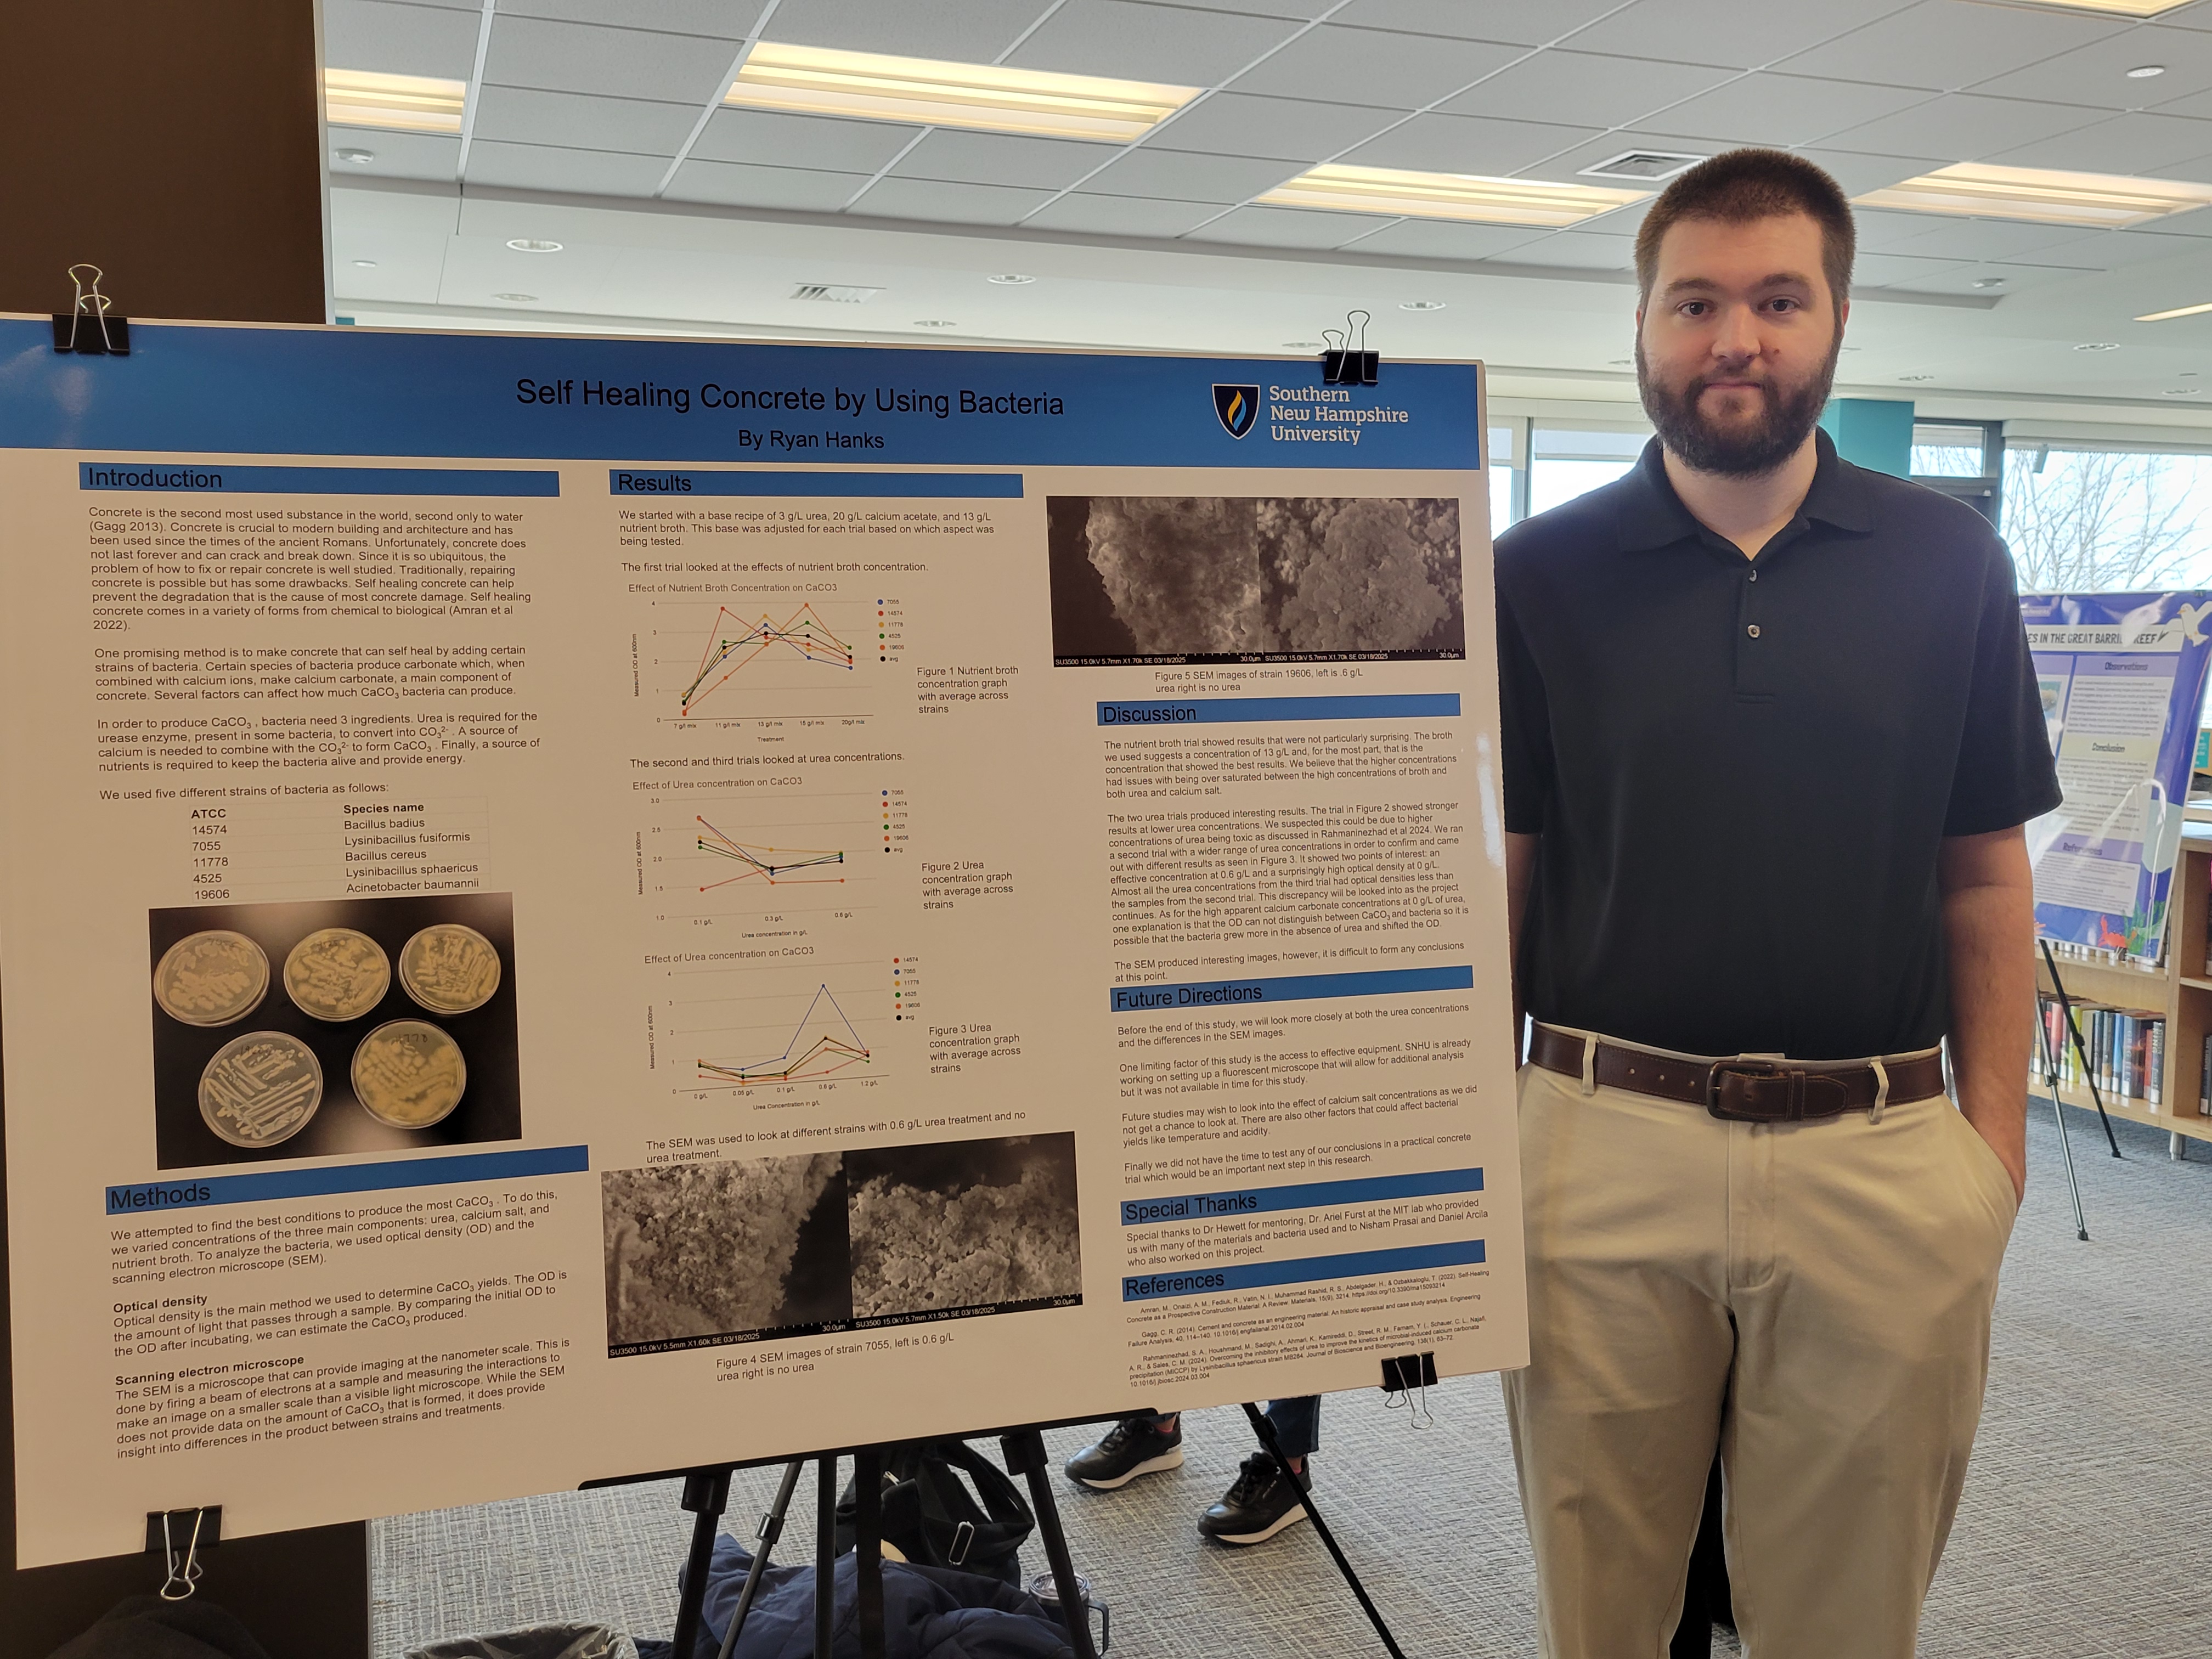 Self Healing Concrete by Using Bacteria
By Ryan Hanks
Southern
New Hampshire
University
Introduction
Concrete is the second most used substance in the world, second only to water
(Gagg 2013). Concrete is crucial to modern building and architecture and has
been used since the times of the ancient Romans. Unfortunately, concrete does
not last forever and can crack and break down. Since it is so ubiquitous, the
problem of how to fix or repair concrete is well studied. Traditionally, repairing
concrete is possible but has some drawbacks. Self healing concrete can help
prevent the degradation that is the cause of most concrete damage. Self healing
concrete comes in a variety of forms from chemical to biological (Amran et al
2022).
One promising method is to make concrete that can self heal by adding certain
strains of bacteria. Certain species of bacteria produce carbonate which, when
combined with calcium ions, make calcium carbonate, a main component of
concrete. Several factors can affect how much CaCO₃ bacteria can produce.
In order to produce CaCO₃ , bacteria need 3 ingredients. Urea is required for the
urease enzyme, present in some bacteria, to convert into CO₃²⁻ . A source of
calcium is needed to combine with the CO₃²⁻ to form CaCO₃ . Finally, a source of
nutrients is required to keep the bacteria alive and provide energy.
We used five different strains of bacteria as follows:
ATCC Species name
14574 Bacillus badius
7055 Lysinibacillus fusiformis
11778 Bacillus cereus
4525 Lysinibacillus sphaericus
19606 Acinetobacter baumannii
Methods
We attempted to find the best conditions to produce the most CaCO₃ . To do this,
we varied concentrations of the three main components: urea, calcium salt, and
nutrient broth. To analyze the bacteria, we used optical density (OD) and the
scanning electron microscope (SEM).
Optical density
Optical density is the main method we used to determine CaCO₃ yields. The OD is
the amount of light that passes through a sample. By comparing the initial OD to
the OD after incubating, we can estimate the CaCO₃ produced.
Scanning electron microscope
The SEM is a microscope that can provide imaging at the nanometer scale. This is
done by firing a beam of electrons at a sample and measuring the interactions to
make an image on a smaller scale than a visible light microscope. While the SEM
does not provide data on the amount of CaCO₃ that is formed, it does provide
insight into differences in the product between strains and treatments.
Results
We started with a base recipe of 3 g/L urea, 20 g/L calcium acetate, and 13 g/L
nutrient broth. This base was adjusted for each trial based on which aspect was
being tested.
The first trial looked at the effects of nutrient broth concentration.
Effect of Nutrient Broth Concentration on CaCO3
Measured OD at 600nm
4
3
2
1
0
7 g/l mix 11 g/l mix 13 g/l mix 15 g/l mix 20g/l mix
Treatment
7055
14574
11778
4525
19606
avg
Figure 1 Nutrient broth
concentration graph
with average across
strains
The second and third trials looked at urea concentrations.
Effect of Urea concentration on CaCO3
Measured OD at 600nm
3.0
2.5
2.0
1.5
1.0
0.1 g/L 0.3 g/L 0.6 g/L
Urea concentration in g/L
7055
14574
11778
4525
19606
avg
Figure 2 Urea
concentration graph
with average across
strains
Effect of Urea concentration on CaCO3
Measured OD at 600nm
4
3
2
1
0
0 g/L 0.05 g/L 0.1 g/L 0.6 g/L 1.2 g/L
Urea Concentration in g/L
14574
7055
11778
4525
19606
avg
Figure 3 Urea
concentration graph
with average across
strains
The SEM was used to look at different strains with 0.6 g/L urea treatment and no
urea treatment.
SU3500 15.0kV 5.5mm X1.60k SE 03/18/2025 30.0µm
SU3500 15.0kV 5.7mm X1.50k SE 03/18/2025 30.0µm
Figure 4 SEM images of strain 7055, left is 0.6 g/L
urea right is no urea
SU3500 15.0kV 5.7mm X1.70k SE 03/18/2025 30.0µm
SU3500 15.0kV 5.7mm X1.70k SE 03/18/2025 30.0µm
Figure 5 SEM images of strain 19606, left is .6 g/L
urea right is no urea
Discussion
The nutrient broth trial showed results that were not particularly surprising. The broth
we used suggests a concentration of 13 g/L and, for the most part, that is the
concentration that showed the best results. We believe that the higher concentrations
had issues with being over saturated between the high concentrations of broth and
both urea and calcium salt.
The two urea trials produced interesting results. The trial in Figure 2 showed stronger
results at lower urea concentrations. We suspected this could be due to higher
concentrations of urea being toxic as discussed in Rahmaninezhad et al 2024. We ran
a second trial with a wider range of urea concentrations in order to confirm and came
out with different results as seen in Figure 3. It showed two points of interest: an
effective concentration at 0.6 g/L and a surprisingly high optical density at 0 g/L.
Almost all the urea concentrations from the third trial had optical densities less than
the samples from the second trial. This discrepancy will be looked into as the project
continues. As for the high apparent calcium carbonate concentrations at 0 g/L of urea,
one explanation is that the OD can not distinguish between CaCO₃ and bacteria so it is
possible that the bacteria grew more in the absence of urea and shifted the OD.
The SEM produced interesting images, however, it is difficult to form any conclusions
at this point.
Future Directions
Before the end of this study, we will look more closely at both the urea concentrations
and the differences in the SEM images.
One limiting factor of this study is the access to effective equipment. SNHU is already
working on setting up a fluorescent microscope that will allow for additional analysis
but it was not available in time for this study.
Future studies may wish to look into the effect of calcium salt concentrations as we did
not get a chance to look at. There are also other factors that could affect bacterial
yields like temperature and acidity.
Finally we did not have the time to test any of our conclusions in a practical concrete
trial which would be an important next step in this research.
Special Thanks
Special thanks to Dr Hewett for mentoring, Dr. Ariel Furst at the MIT lab who provided
us with many of the materials and bacteria used and to Nisham Prasai and Daniel Arcila
who also worked on this project.
References
Amran, M., Onaizi, A. M., Fediuk, R., Vatin, N. I., Muhammad Rashid, R. S., Abdelgader, H., & Ozbakkaloglu, T. (2022). Self-Healing
Concrete as a Prospective Construction Material: A Review. Materials, 15(9), 3214. https://doi.org/10.3390/ma15093214
Gagg, C. R. (2014). Cement and concrete as an engineering material: An historic appraisal and case study analysis. Engineering
Failure Analysis, 40, 114–140. 10.1016/j.engfailanal.2014.02.004
Rahmaninezhad, S. A., Houshmand, M., Sadighi, A., Ahmari, K., Kamireddi, D., Street, R. M., Farnam, Y. (., Schauer, C. L., Najafi,
A. R., & Sales, C. M. (2024). Overcoming the inhibitory effects of urea to improve the kinetics of microbial-induced calcium carbonate
precipitation (MICCP) by Lysinibacillus sphaericus strain MB284. Journal of Bioscience and Bioengineering, 138(1), 63–72.
10.1016/j.jbiosc.2024.03.004
IN THE GREAT BARRI REEF
Observations
Conclusion
References